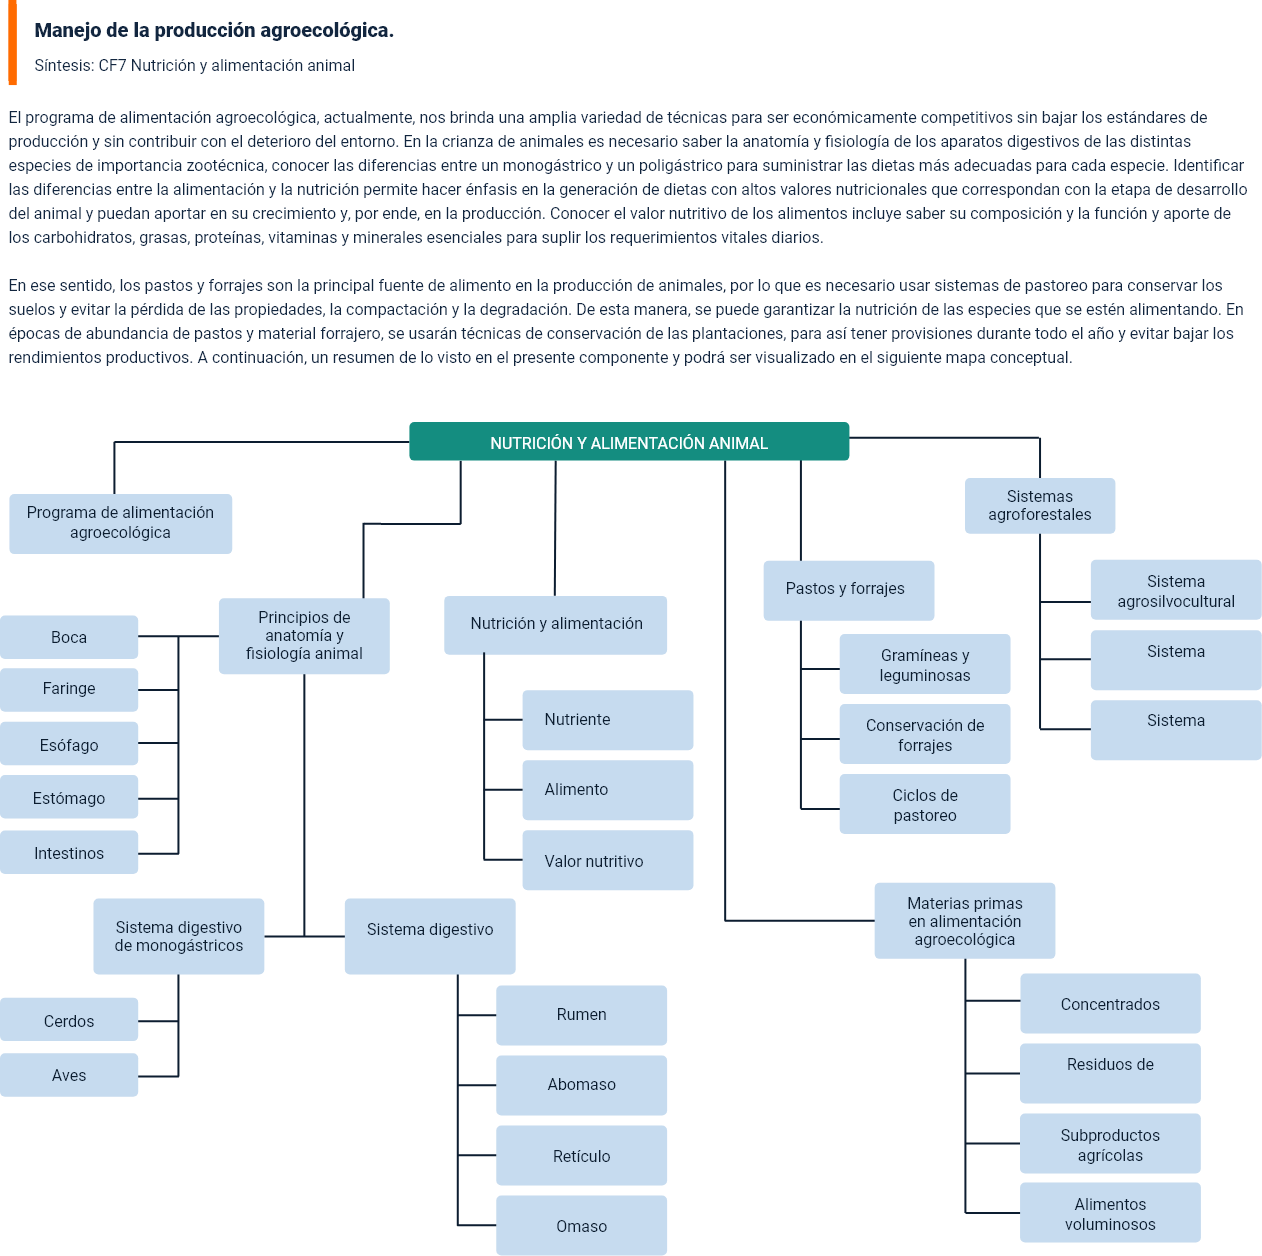 Manejo de la producción agroecológica.
Síntesis: CF7 Nutrición y alimentación animal
El programa de alimentación agroecológica, actualmente, nos brinda una amplia variedad de técnicas para ser económicamente competitivos sin bajar los estándares de
producción y sin contribuir con el deterioro del entorno. En la crianza de animales es necesario saber la anatomía y fisiología de los aparatos digestivos de las distintas
especies de importancia zootécnica, conocer las diferencias entre un monogástrico y un poligástrico para suministrar las dietas más adecuadas para cada especie. Identificar
las diferencias entre la alimentación y la nutrición permite hacer énfasis en la generación de dietas con altos valores nutricionales que correspondan con la etapa de desarrollo
del animal y puedan aportar en su crecimiento y, por ende, en la producción. Conocer el valor nutritivo de los alimentos incluye saber su composición y la función y aporte de
los carbohidratos, grasas, proteínas, vitaminas y minerales esenciales para suplir los requerimientos vitales diarios.
En ese sentido, los pastos y forrajes son la principal fuente de alimento en la producción de animales, por lo que es necesario usar sistemas de pastoreo para conservar los
suelos y evitar la pérdida de las propiedades, la compactación y la degradación. De esta manera, se puede garantizar la nutrición de las especies que se estén alimentando. En
épocas de abundancia de pastos y material forrajero, se usarán técnicas de conservación de las plantaciones, para así tener provisiones durante todo el año y evitar bajar los
rendimientos productivos. A continuación, un resumen de lo visto en el presente componente y podrá ser visualizado en el siguiente mapa conceptual.
NUTRICIÓN Y ALIMENTACIÓN ANIMAL
Programa de alimentación
agroecológica
Principios de
anatomía y
fisiología animal
Boca
Faringe
Esófago
Estómago
Intestinos
Sistema digestivo
de monogástricos
Cerdos
Aves
Sistema digestivo
Rumen
Abomaso
Retículo
Omaso
Nutrición y alimentación
Nutriente
Alimento
Valor nutritivo
Pastos y forrajes
Gramíneas y
leguminosas
Conservación de
forrajes
Ciclos de
pastoreo
Sistemas
agroforestales
Sistema
agrosilvocultural
Sistema
Sistema
Materias primas
en alimentación
agroecológica
Concentrados
Residuos de
Subproductos
agrícolas
Alimentos
voluminosos